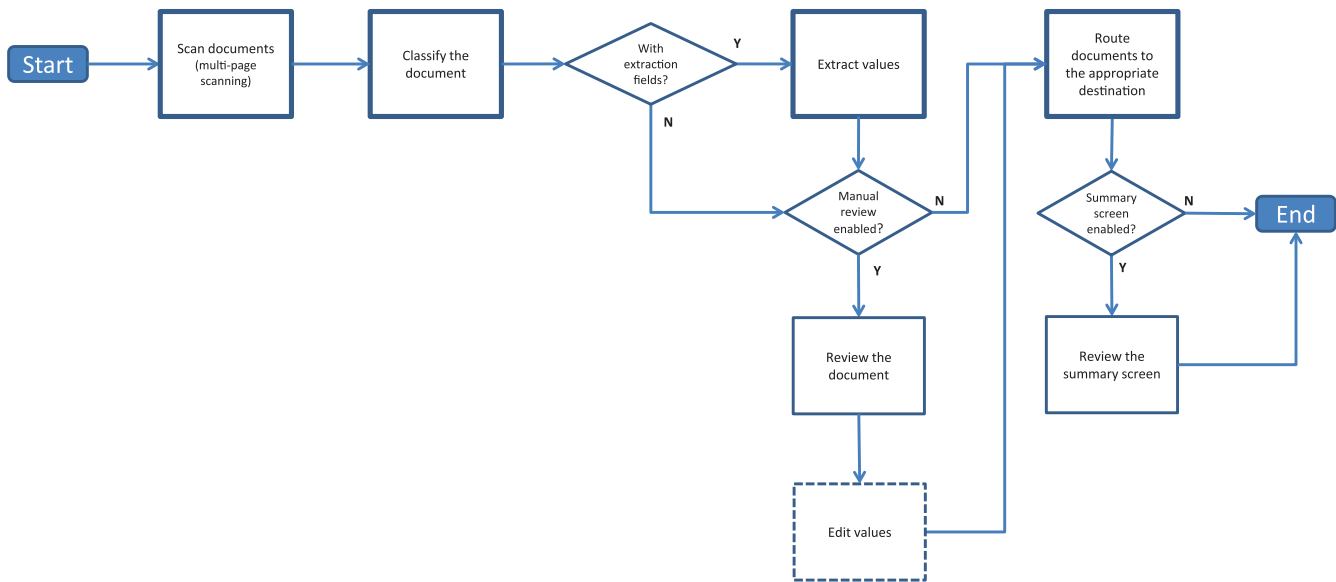 Start
Scan documents
(multi-page
scanning)
Classify the
document
With
extraction
fields?
Y
N
Extract values
Manual
review
enabled?
N
Y
Review the
document
Edit values
Route
documents to
the appropriate
destination
Summary
screen
enabled?
N
Y
End
Review the
summary screen